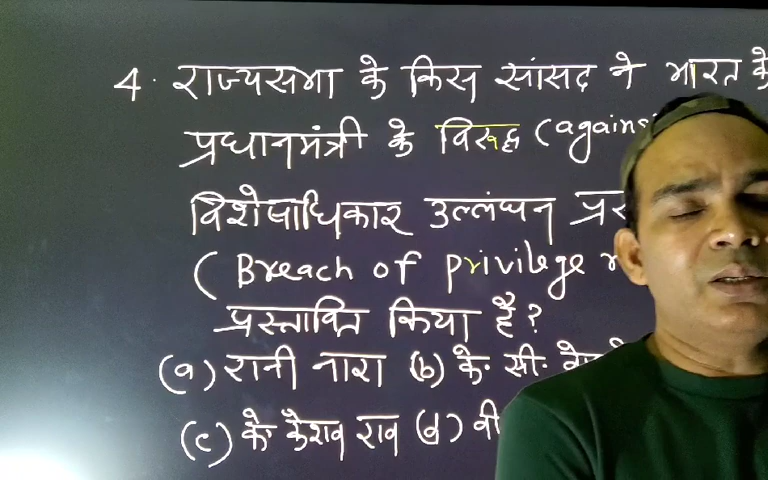 4. राज्यसभा के किस सांसद ने भारत के
प्रधानमंत्री के विरूद्ध (agains
विशेषाधिकार उल्लंघन
(Breach of privilege
प्रस्तावित किया है?
(a) रानी नारा (b) के. सी.
(c) के केशव राव (d) वी